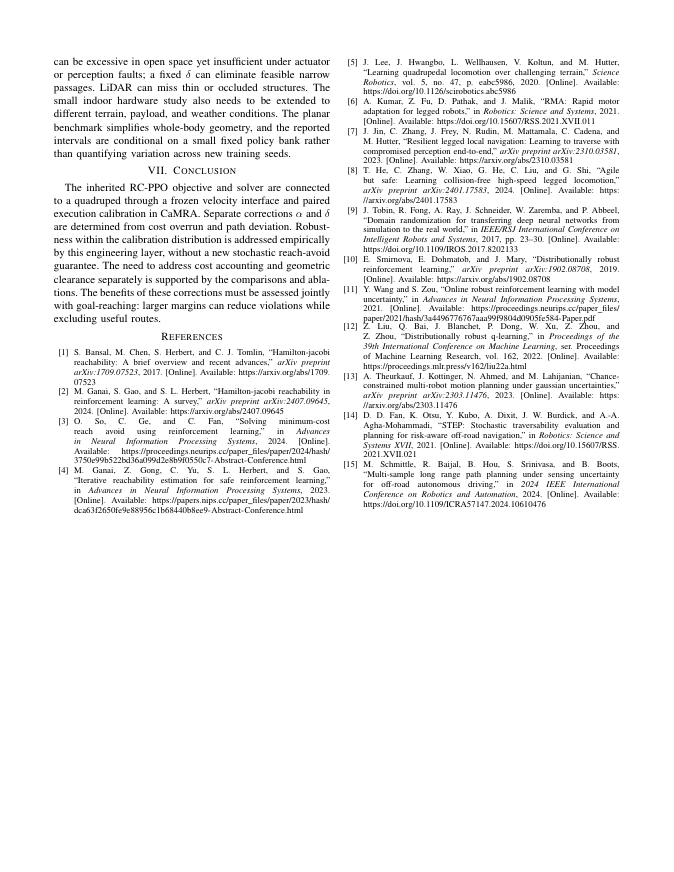 can be excessive in open space yet insufficient under actuator
or perception faults; a fixed δ can eliminate feasible narrow
passages. LiDAR can miss thin or occluded structures. The
small indoor hardware study also needs to be extended to
different terrain, payload, and weather conditions. The planar
benchmark simplifies whole-body geometry, and the reported
intervals are conditional on a small fixed policy bank rather
than quantifying variation across new training seeds.
VII. CONCLUSION
The inherited RC-PPO objective and solver are connected
to a quadruped through a frozen velocity interface and paired
execution calibration in CaMRA. Separate corrections α and δ
are determined from cost overrun and path deviation. Robust-
ness within the calibration distribution is addressed empirically
by this engineering layer, without a new stochastic reach-avoid
guarantee. The need to address cost accounting and geometric
clearance separately is supported by the comparisons and abla-
tions. The benefits of these corrections must be assessed jointly
with goal-reaching: larger margins can reduce violations while
excluding useful routes.
REFERENCES
[1] S. Bansal, M. Chen, S. Herbert, and C. J. Tomlin, “Hamilton-jacobi
reachability: A brief overview and recent advances,” arXiv preprint
arXiv:1709.07523, 2017. [Online]. Available: https://arxiv.org/abs/1709.
07523
[2] M. Ganai, S. Gao, and S. L. Herbert, “Hamilton-jacobi reachability in
reinforcement learning: A survey,” arXiv preprint arXiv:2407.09645,
2024. [Online]. Available: https://arxiv.org/abs/2407.09645
[3] O. So, C. Ge, and C. Fan, “Solving minimum-cost
reach avoid using reinforcement learning,” in Advances
in Neural Information Processing Systems, 2024. [Online].
Available: https://proceedings.neurips.cc/paper_files/paper/2024/hash/
3750e99b522bd36a099d2e8b9f0550c7-Abstract-Conference.html
[4] M. Ganai, Z. Gong, C. Yu, S. L. Herbert, and S. Gao,
“Iterative reachability estimation for safe reinforcement learning,”
in Advances in Neural Information Processing Systems, 2023.
[Online]. Available: https://papers.nips.cc/paper_files/paper/2023/hash/
dca63f2650fe9e88956c1b68440b8ee9-Abstract-Conference.html
[5] J. Lee, J. Hwangbo, L. Wellhausen, V. Koltun, and M. Hutter,
“Learning quadrupedal locomotion over challenging terrain,” Science
Robotics, vol. 5, no. 47, p. eabc5986, 2020. [Online]. Available:
https://doi.org/10.1126/scirobotics.abc5986
[6] A. Kumar, Z. Fu, D. Pathak, and J. Malik, “RMA: Rapid motor
adaptation for legged robots,” in Robotics: Science and Systems, 2021.
[Online]. Available: https://doi.org/10.15607/RSS.2021.XVII.011
[7] J. Jin, C. Zhang, J. Frey, N. Rudin, M. Mattamala, C. Cadena, and
M. Hutter, “Resilient legged local navigation: Learning to traverse with
compromised perception end-to-end,” arXiv preprint arXiv:2310.03581,
2023. [Online]. Available: https://arxiv.org/abs/2310.03581
[8] T. He, C. Zhang, W. Xiao, G. He, C. Liu, and G. Shi, “Agile
but safe: Learning collision-free high-speed legged locomotion,”
arXiv preprint arXiv:2401.17583, 2024. [Online]. Available: https:
//arxiv.org/abs/2401.17583
[9] J. Tobin, R. Fong, A. Ray, J. Schneider, W. Zaremba, and P. Abbeel,
“Domain randomization for transferring deep neural networks from
simulation to the real world,” in IEEE/RSJ International Conference on
Intelligent Robots and Systems, 2017, pp. 23–30. [Online]. Available:
https://doi.org/10.1109/IROS.2017.8202133
[10] E. Smirnova, E. Dohmatob, and J. Mary, “Distributionally robust
reinforcement learning,” arXiv preprint arXiv:1902.08708, 2019.
[Online]. Available: https://arxiv.org/abs/1902.08708
[11] Y. Wang and S. Zou, “Online robust reinforcement learning with model
uncertainty,” in Advances in Neural Information Processing Systems,
2021. [Online]. Available: https://proceedings.neurips.cc/paper_files/
paper/2021/hash/3a4496776767aaa99f9804d0905fe584-Paper.pdf
[12] Z. Liu, Q. Bai, J. Blanchet, P. Dong, W. Xu, Z. Zhou, and
Z. Zhou, “Distributionally robust q-learning,” in Proceedings of the
39th International Conference on Machine Learning, ser. Proceedings
of Machine Learning Research, vol. 162, 2022. [Online]. Available:
https://proceedings.mlr.press/v162/liu22a.html
[13] A. Theurkauf, J. Kottinger, N. Ahmed, and M. Lahijanian, “Chance-
constrained multi-robot motion planning under gaussian uncertainties,”
arXiv preprint arXiv:2303.11476, 2023. [Online]. Available: https:
//arxiv.org/abs/2303.11476
[14] D. D. Fan, K. Otsu, Y. Kubo, A. Dixit, J. W. Burdick, and A.-A.
Agha-Mohammadi, “STEP: Stochastic traversability evaluation and
planning for risk-aware off-road navigation,” in Robotics: Science and
Systems XVII, 2021. [Online]. Available: https://doi.org/10.15607/RSS.
2021.XVII.021
[15] M. Schmittle, R. Baijal, B. Hou, S. Srinivasa, and B. Boots,
“Multi-sample long range path planning under sensing uncertainty
for off-road autonomous driving,” in 2024 IEEE International
Conference on Robotics and Automation, 2024. [Online]. Available:
https://doi.org/10.1109/ICRA57147.2024.10610476